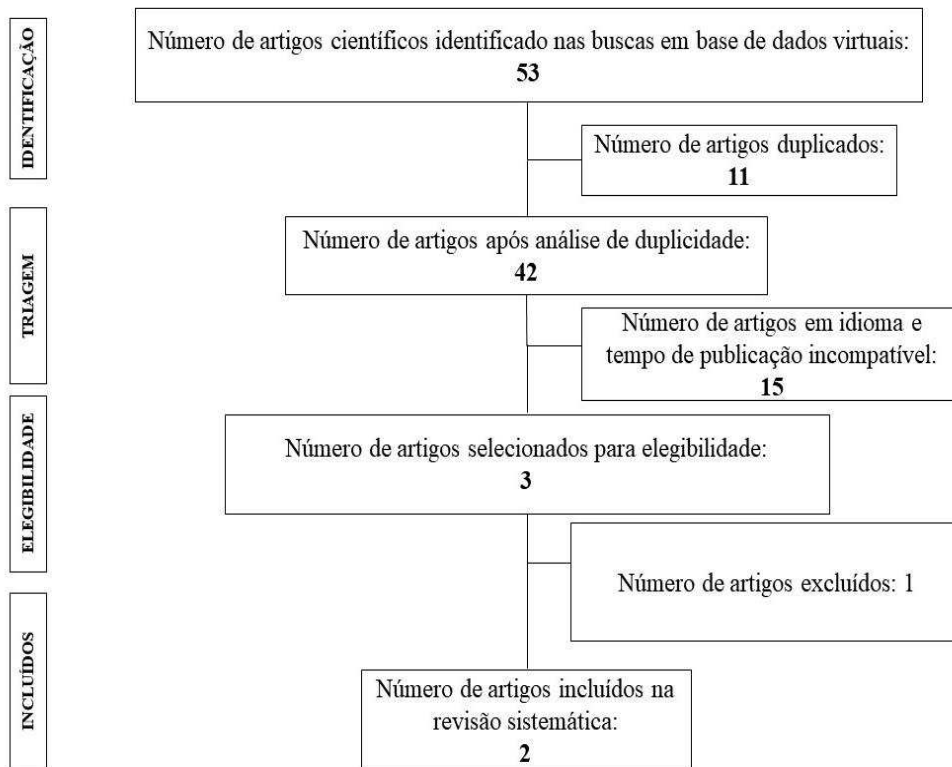 IDENTIFICAÇÃO
Número de artigos científicos identificado nas buscas em base de dados virtuais:
53
Número de artigos duplicados:
11
TRIAGEM
Número de artigos após análise de duplicidade:
42
Número de artigos em idioma e
tempo de publicação incompatível:
15
ELEGIBILIDADE
Número de artigos selecionados para elegibilidade:
3
Número de artigos excluídos: 1
INCLUÍDOS
Número de artigos incluídos na
revisão sistemática:
2